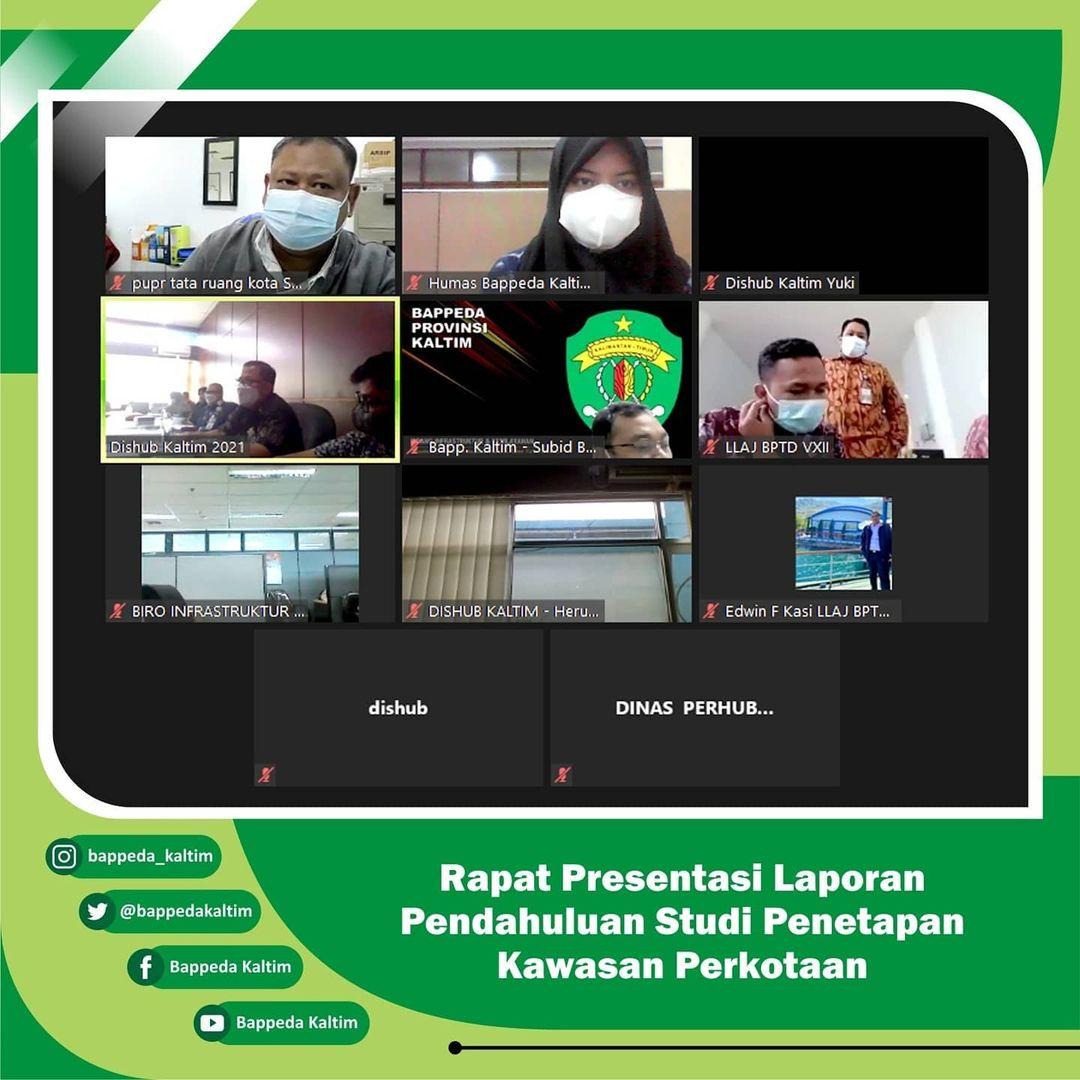 ARSIP
pupr tata ruang kota S...
Humas Bappeda Kalti...
Dishub Kaltim Yuki
Dishub Kaltim 2021
BAPPEDA
PROVINSI
KALTIM
KALIMANTAN - TIMUR
Bapp. Kaltim - Subid B...
LLAJ BPTD VXII
BIRO INFRASTRUKTUR ...
DISHUB KALTIM - Heru...
Edwin F Kasi LLAJ BPT...
dishub
DINAS PERHUB...
bappeda_kaltim
@bappedakaltim
Bappeda Kaltim
Bappeda Kaltim
Rapat Presentasi Laporan
Pendahuluan Studi Penetapan
Kawasan Perkotaan